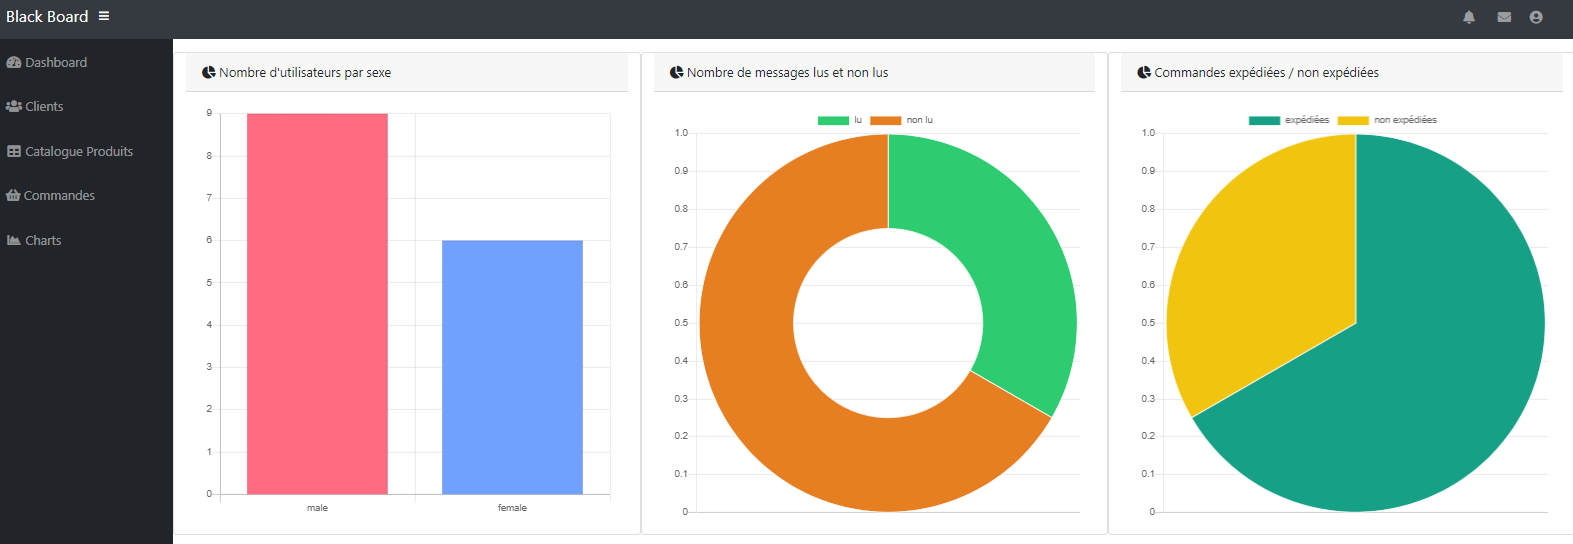 Black Board
Dashboard
Clients
Catalogue Produits
Commandes
Charts
Nombre d'utilisateurs par sexe
9
8
7
6
5
4
3
2
1
0
male female
Nombre de messages lus et non lus
lu non lu
1.0
0.9
0.8
0.7
0.6
0.5
0.4
0.3
0.2
0.1
0
Commandes expédiées / non expédiées
expédiées non expédiées
1.0
0.9
0.8
0.7
0.6
0.5
0.4
0.3
0.2
0.1
0